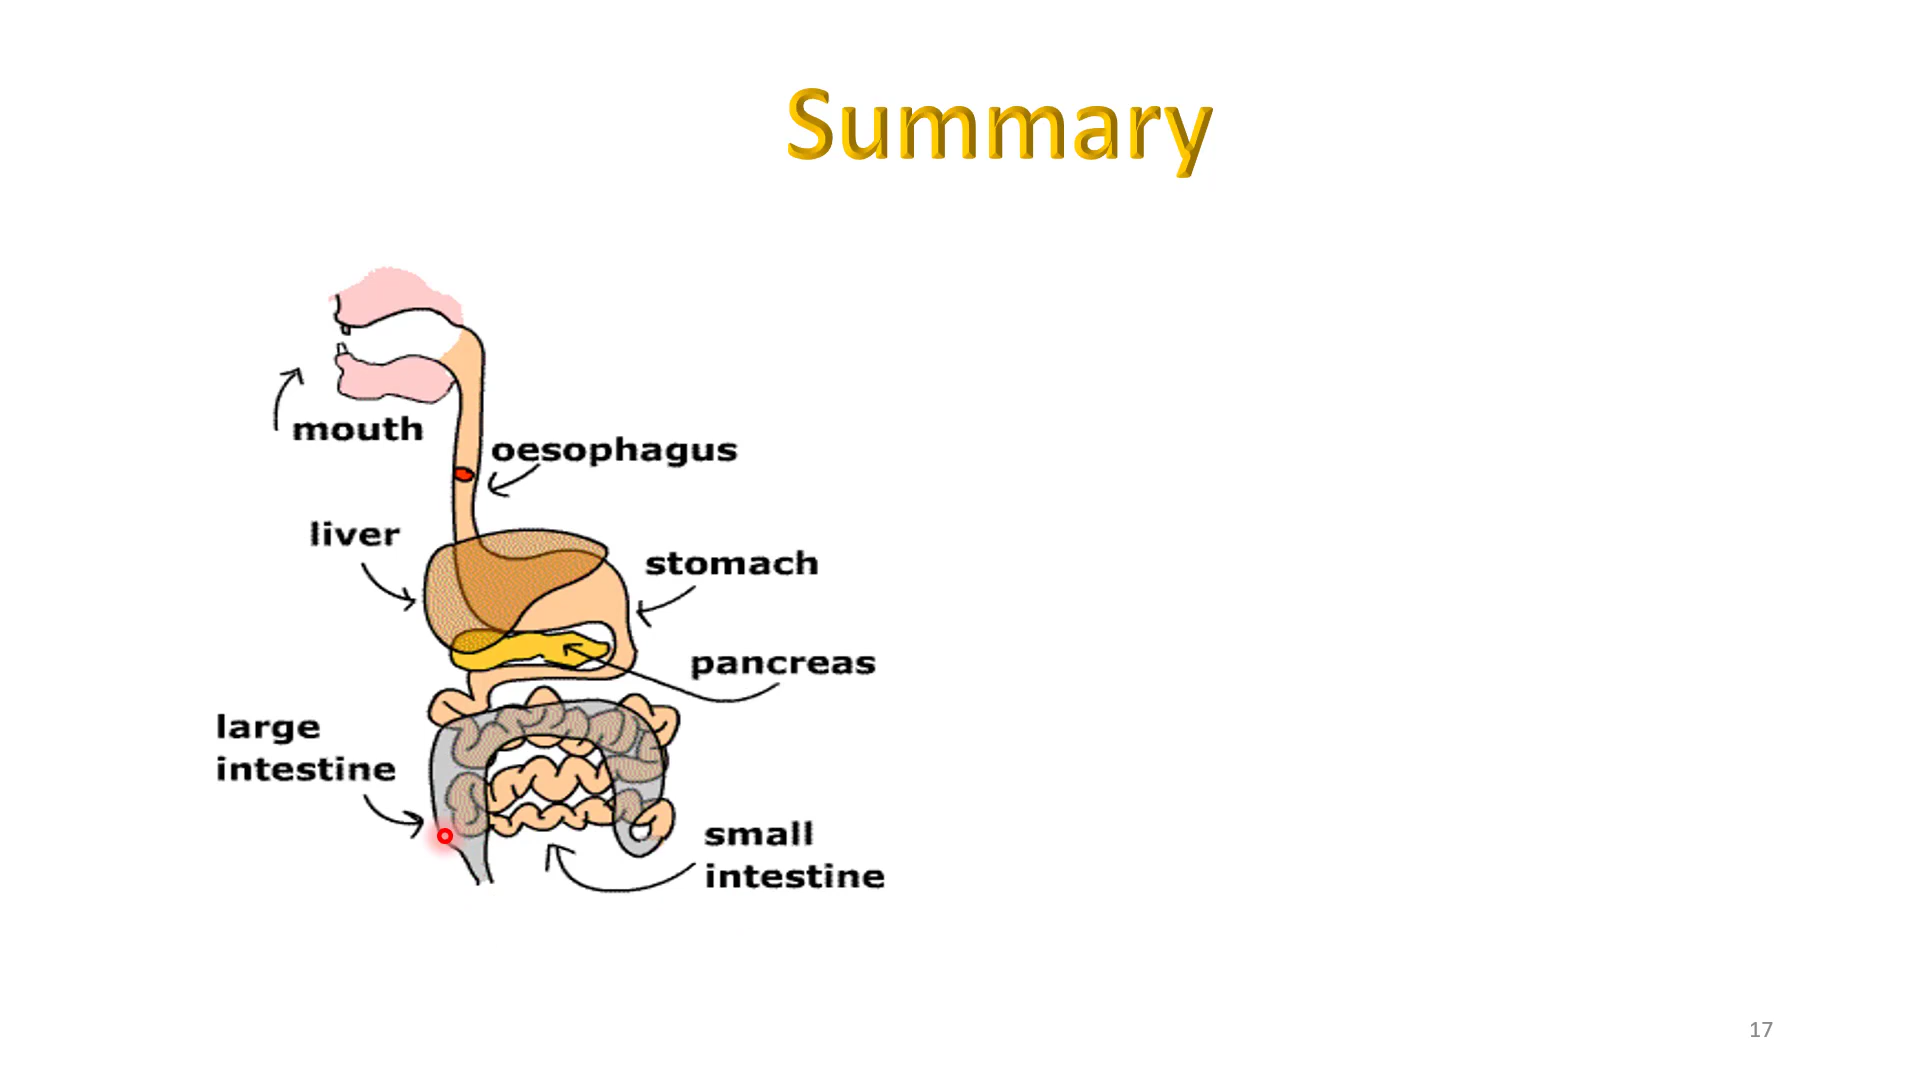 Summary
mouth
oesophagus
liver
stomach
pancreas
large
intestine
small
intestine
17